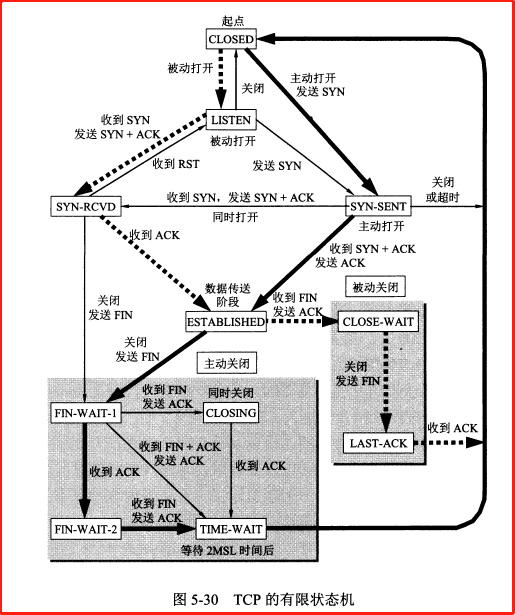 起点
CLOSED
被动打开
关闭
主动打开
发送 SYN
收到 SYN
发送 SYN + ACK
LISTEN
被动打开
发送 SYN
收到 RST
SYN-RCVD
收到 SYN，发送 SYN + ACK
同时打开
SYN-SENT
主动打开
关闭
或超时
收到 ACK
收到 SYN + ACK
发送 ACK
数据传送
阶段
ESTABLISHED
收到 FIN
发送 ACK
被动关闭
CLOSE-WAIT
关闭
发送 FIN
关闭
发送 FIN
主动关闭
关闭
发送 FIN
LAST-ACK
收到 ACK
FIN-WAIT-1
收到 FIN
发送 ACK
同时关闭
CLOSING
收到 FIN + ACK
发送 ACK
收到 ACK
收到 ACK
FIN-WAIT-2
收到 FIN
发送 ACK
TIME-WAIT
等待 2MSL 时间后
图 5-30 TCP 的有限状态机